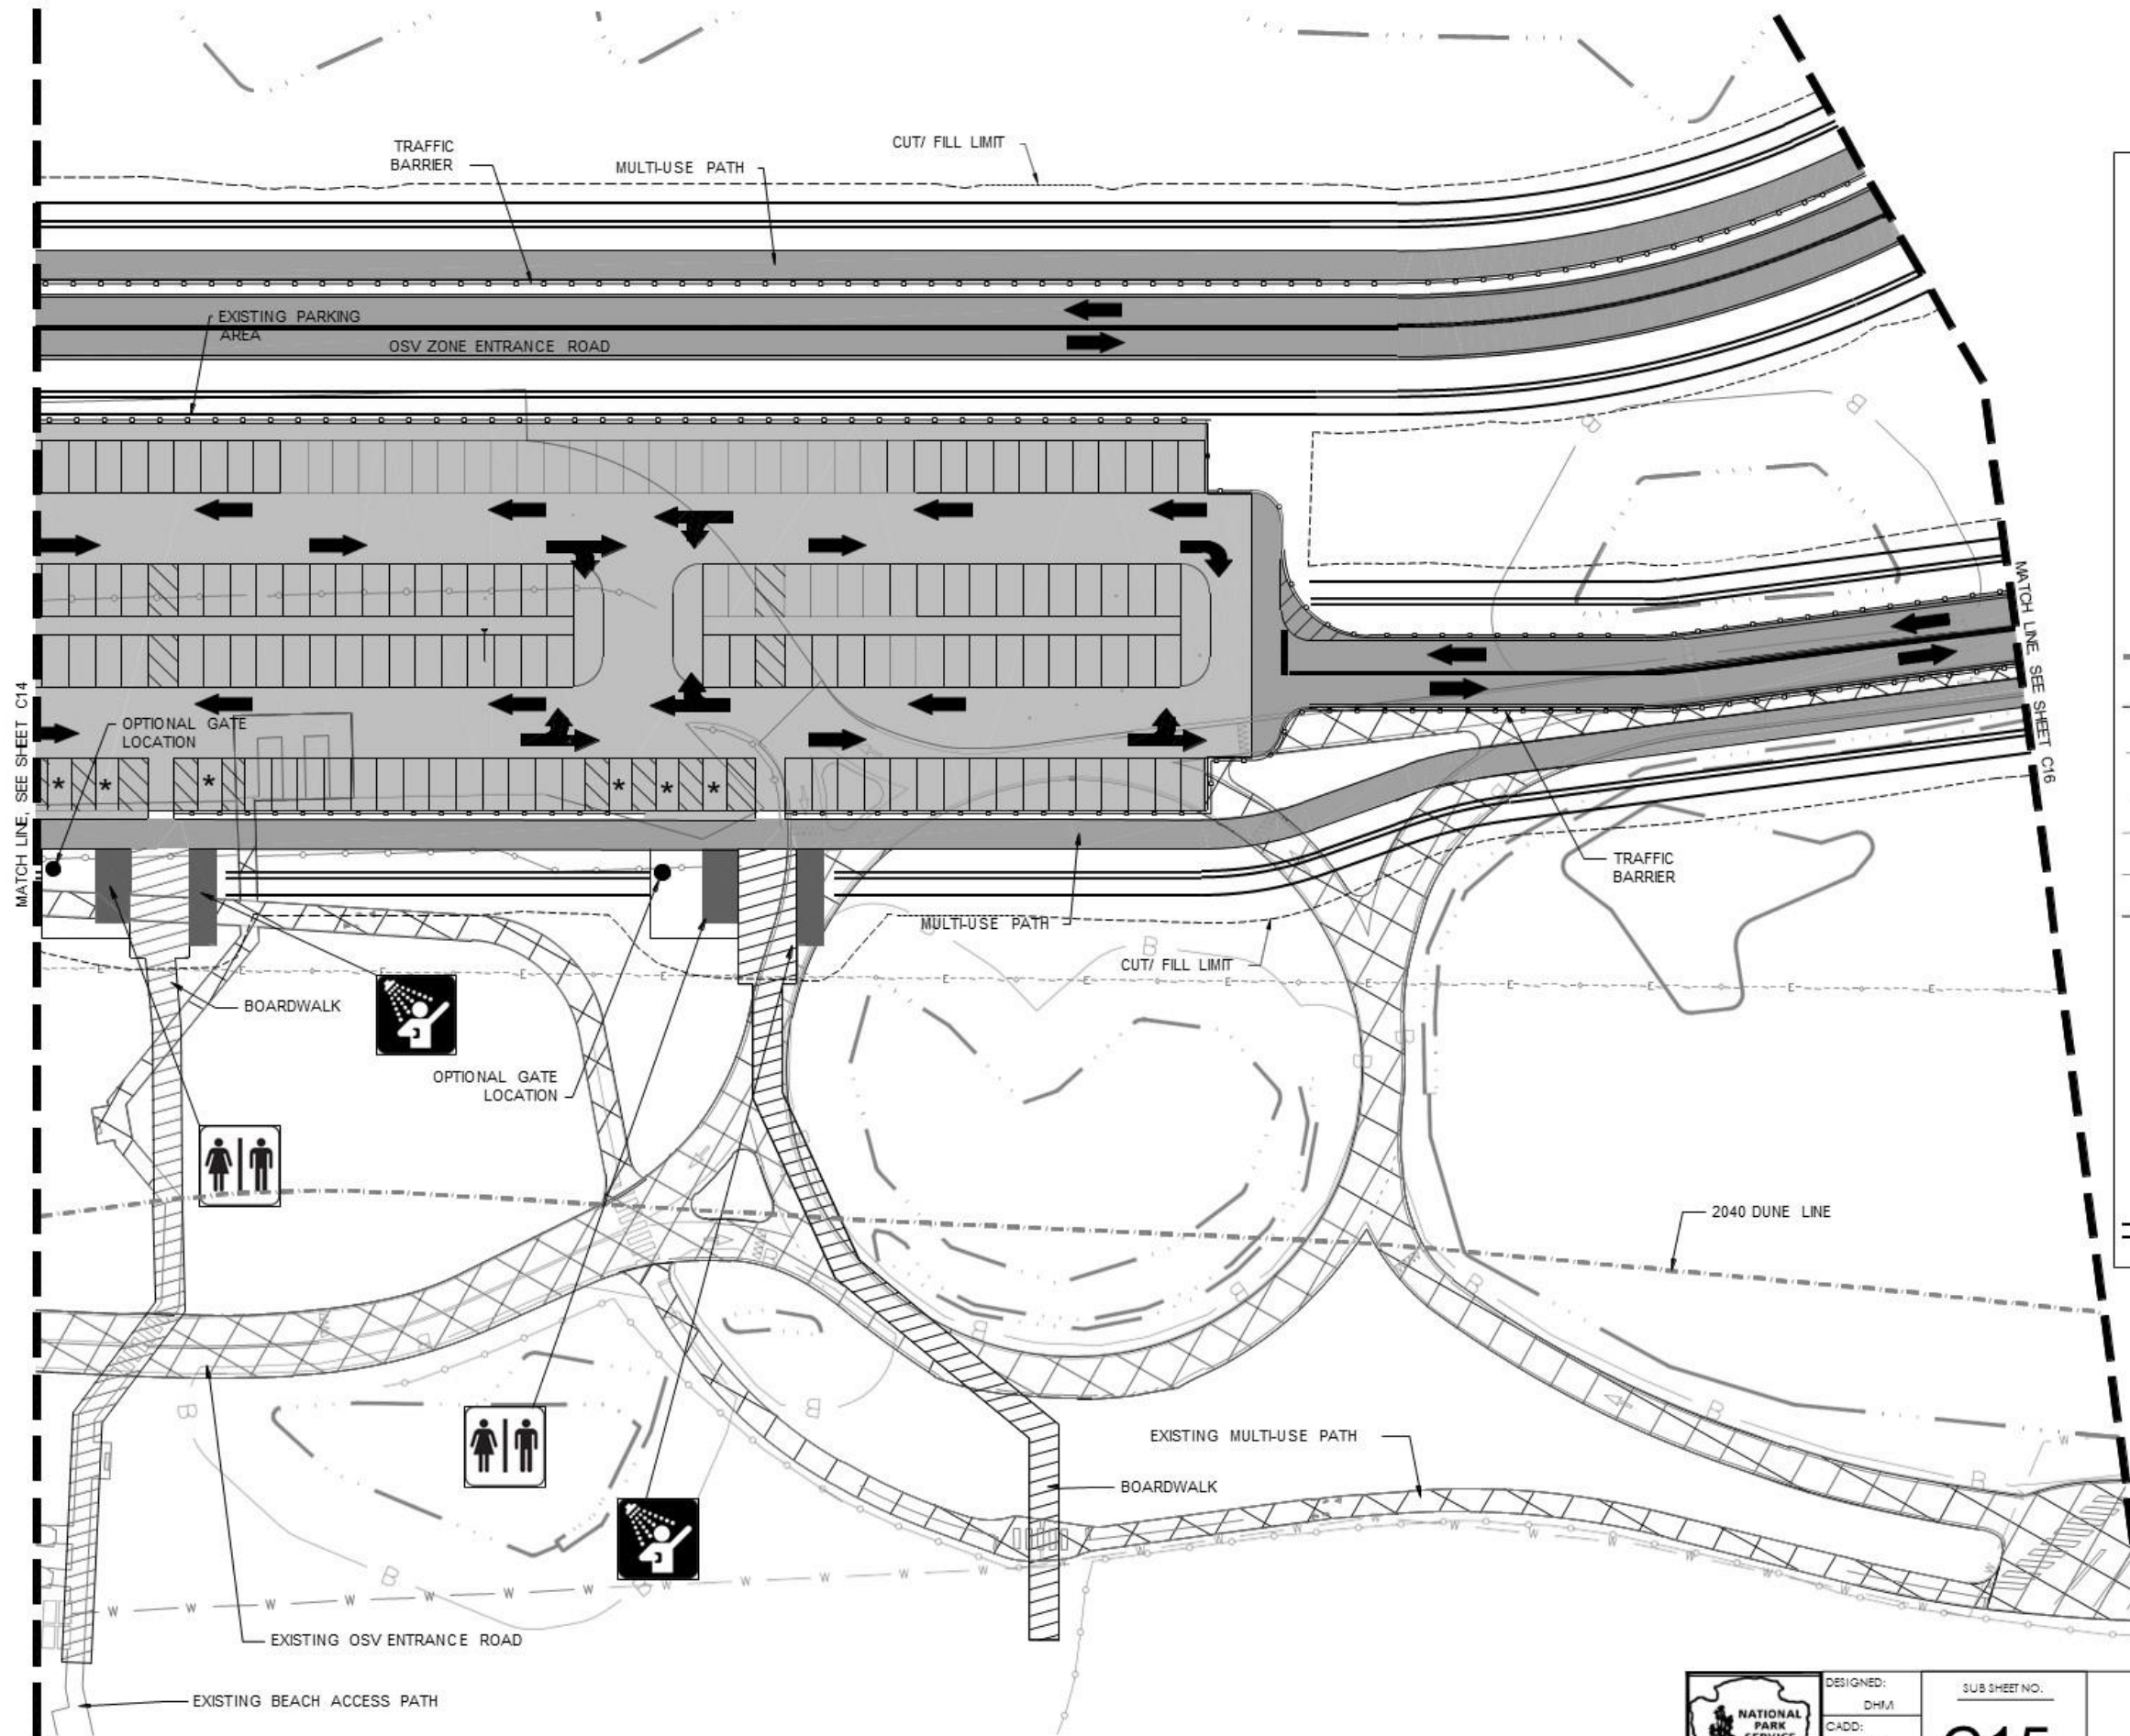 TRAFFIC
BARRIER
MULTI-USE PATH
CUT/ FILL LIMIT
EXISTING PARKING
AREA
OSV ZONE ENTRANCE ROAD
MATCH LINE, SEE SHEET C14
OPTIONAL GATE
LOCATION
MATCH LINE, SEE SHEET C16
TRAFFIC
BARRIER
MULTI-USE PATH
CUT/ FILL LIMIT
BOARDWALK
OPTIONAL GATE
LOCATION
2040 DUNE LINE
EXISTING MULTI-USE PATH
BOARDWALK
EXISTING OSV ENTRANCE ROAD
EXISTING BEACH ACCESS PATH
NATIONAL
PARK
SERVICE
DESIGNED:
DHM
CADD:
SUB SHEET NO.
C15